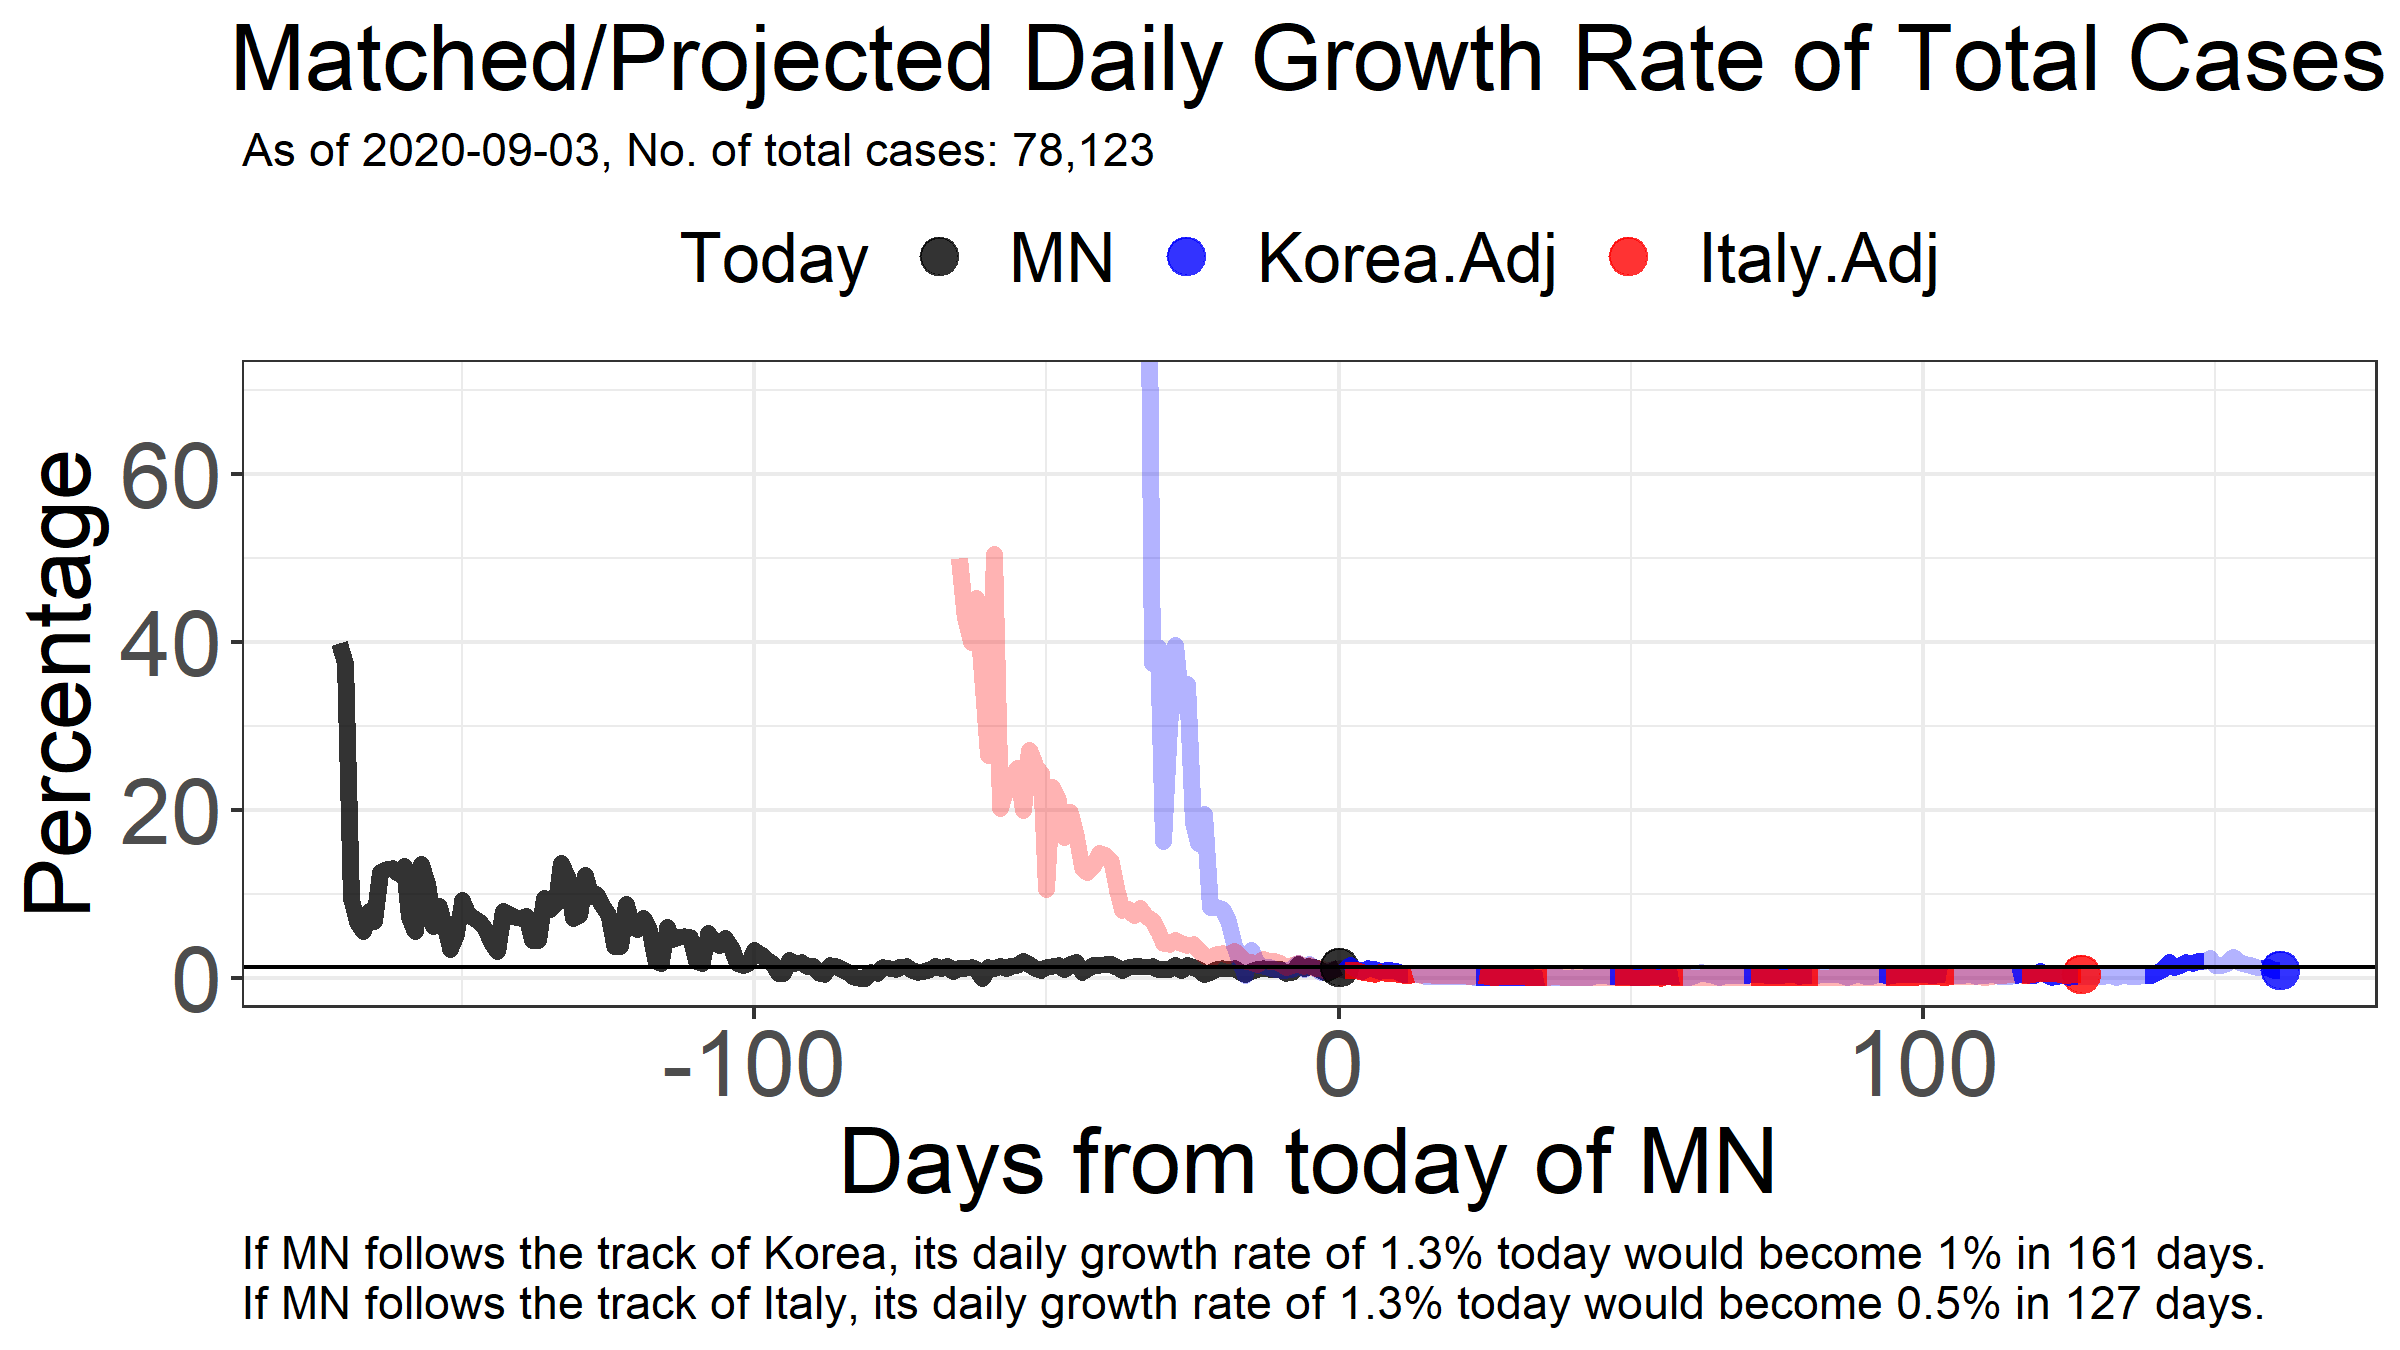 Matched/Projected Daily Growth Rate of Total Cases
As of 2020-09-03, No. of total cases: 78,123
Today MN Korea.Adj Italy.Adj
Percentage
60
40
20
0
-100 0 100
Days from today of MN
If MN follows the track of Korea, its daily growth rate of 1.3% today would become 1% in 161 days.
If MN follows the track of Italy, its daily growth rate of 1.3% today would become 0.5% in 127 days.